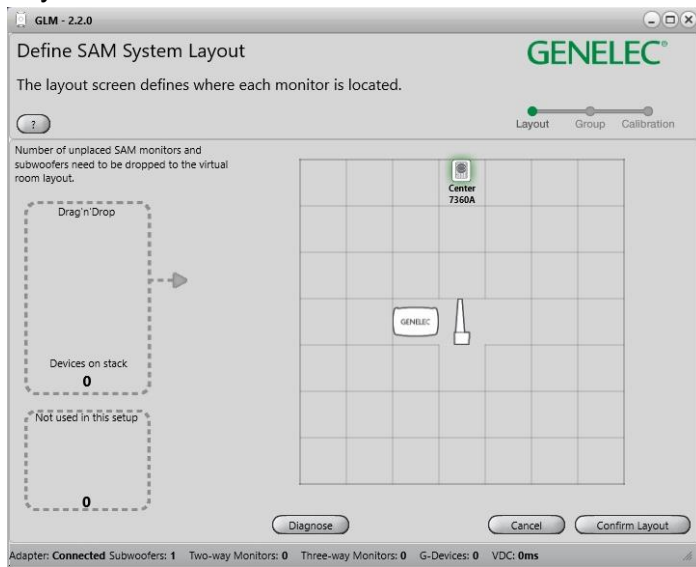 GLM - 2.2.0
Define SAM System Layout
GENELEC®
The layout screen defines where each monitor is located.
?
Layout Group Calibration
Number of unplaced SAM monitors and
subwoofers need to be dropped to the virtual
room layout.
Drag'n'Drop
Center
7360A
GENELEC
Devices on stack
0
Not used in this setup
0
Diagnose
Cancel
Confirm Layout
Adapter: Connected Subwoofers: 1 Two-way Monitors: 0 Three-way Monitors: 0 G-Devices: 0 VDC: 0ms